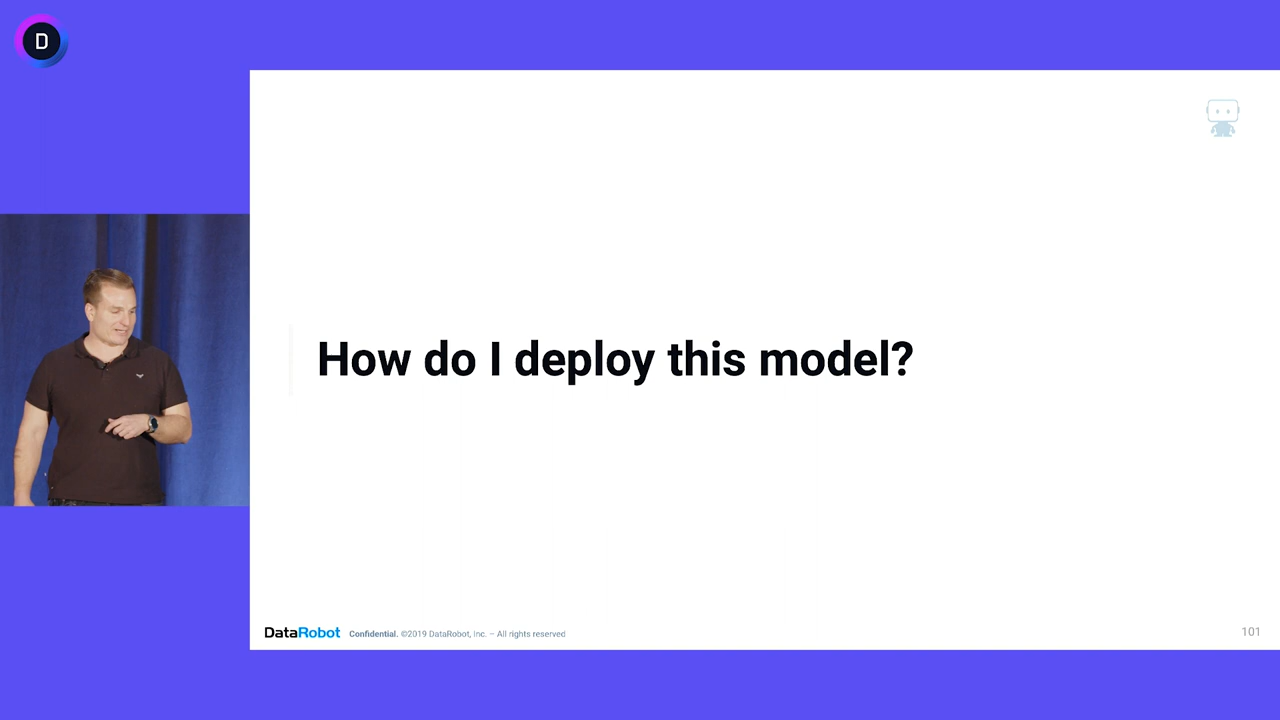 D
How do I deploy this model?
DataRobot Confidential. ©2019 DataRobot, Inc. – All rights reserved
101